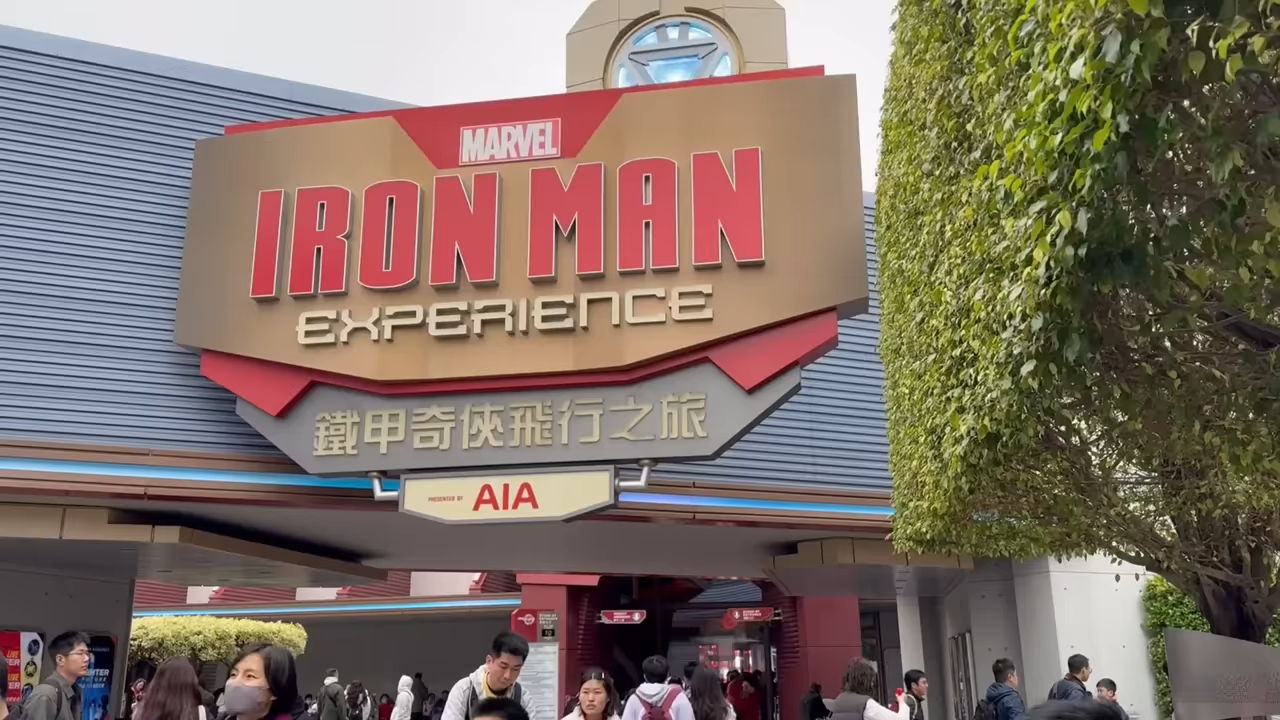 MARVEL
IRON MAN
EXPERIENCE
鐵甲奇俠飛行之旅
PRESENTED BY AIA